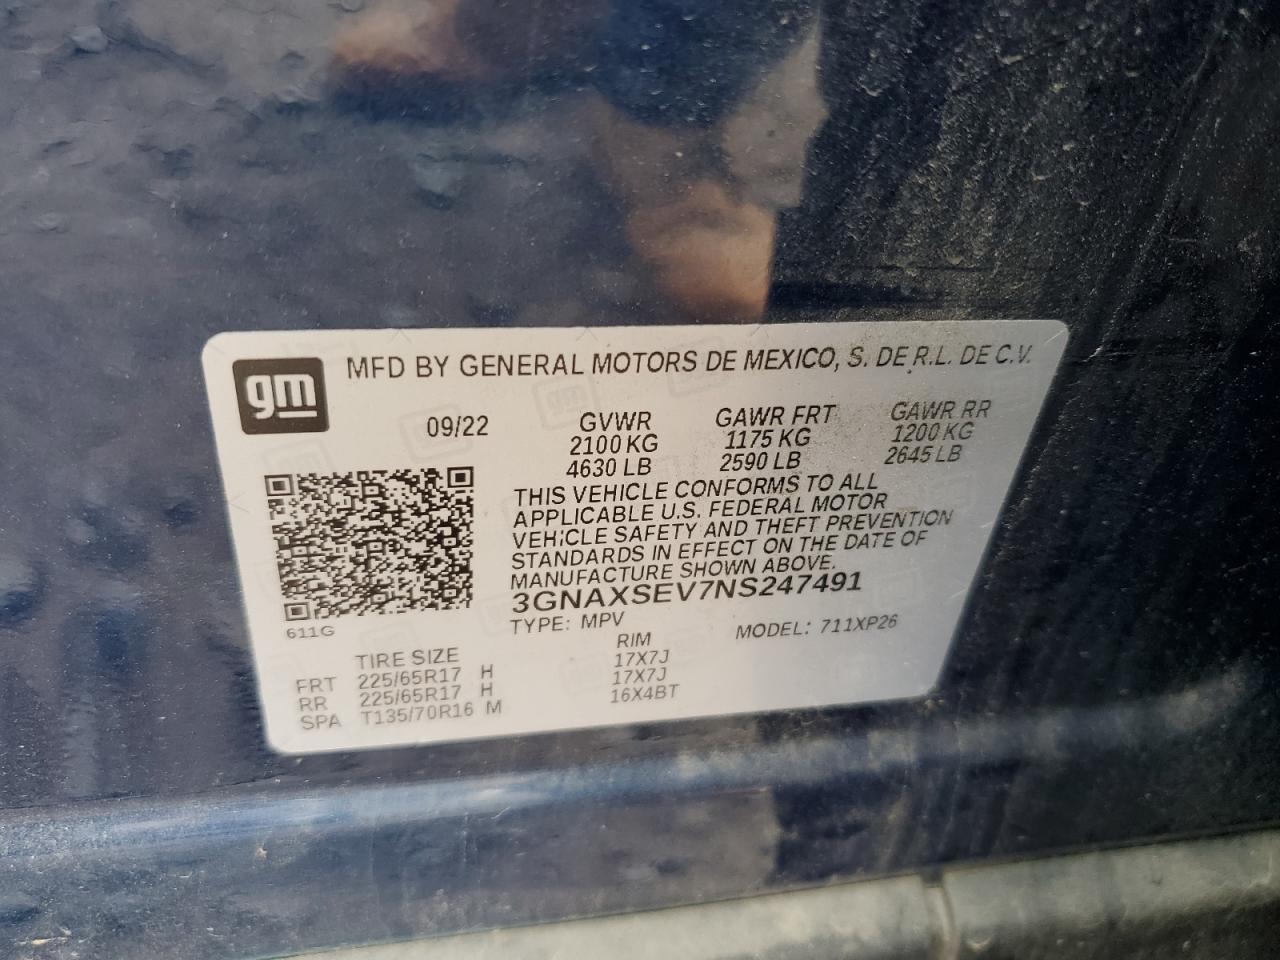 gm
MFD BY GENERAL MOTORS DE MEXICO, S. DE R.L. DE C.V.
09/22
GVWR GAWR FRT GAWR RR
2100 KG 1175 KG 1200 KG
4630 LB 2590 LB 2645 LB
THIS VEHICLE CONFORMS TO ALL
APPLICABLE U.S. FEDERAL MOTOR
VEHICLE SAFETY AND THEFT PREVENTION
STANDARDS IN EFFECT ON THE DATE OF
MANUFACTURE SHOWN ABOVE.
3GNAXSEV7NS247491
611G
TYPE: MPV MODEL: 711XP26
TIRE SIZE RIM
FRT 225/65R17 H 17X7J
RR 225/65R17 H 17X7J
SPA T135/70R16 M 16X4BT